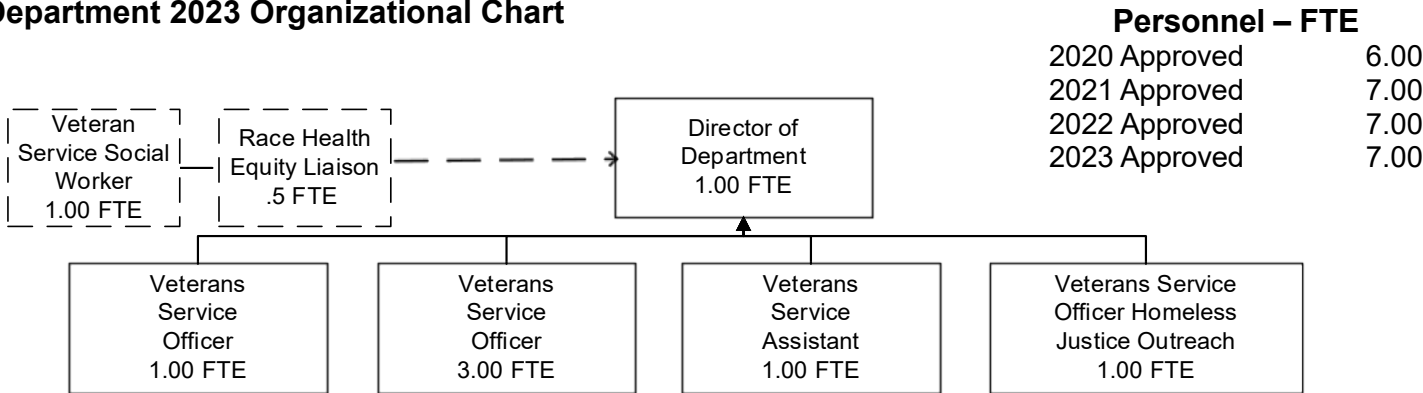 Department 2023 Organizational Chart
Personnel – FTE
2020 Approved 6.00
2021 Approved 7.00
2022 Approved 7.00
2023 Approved 7.00
Veteran
Service Social
Worker
1.00 FTE
Race Health
Equity Liaison
.5 FTE
Director of
Department
1.00 FTE
Veterans
Service
Officer
1.00 FTE
Veterans
Service
Officer
3.00 FTE
Veterans
Service
Assistant
1.00 FTE
Veterans Service
Officer Homeless
Justice Outreach
1.00 FTE